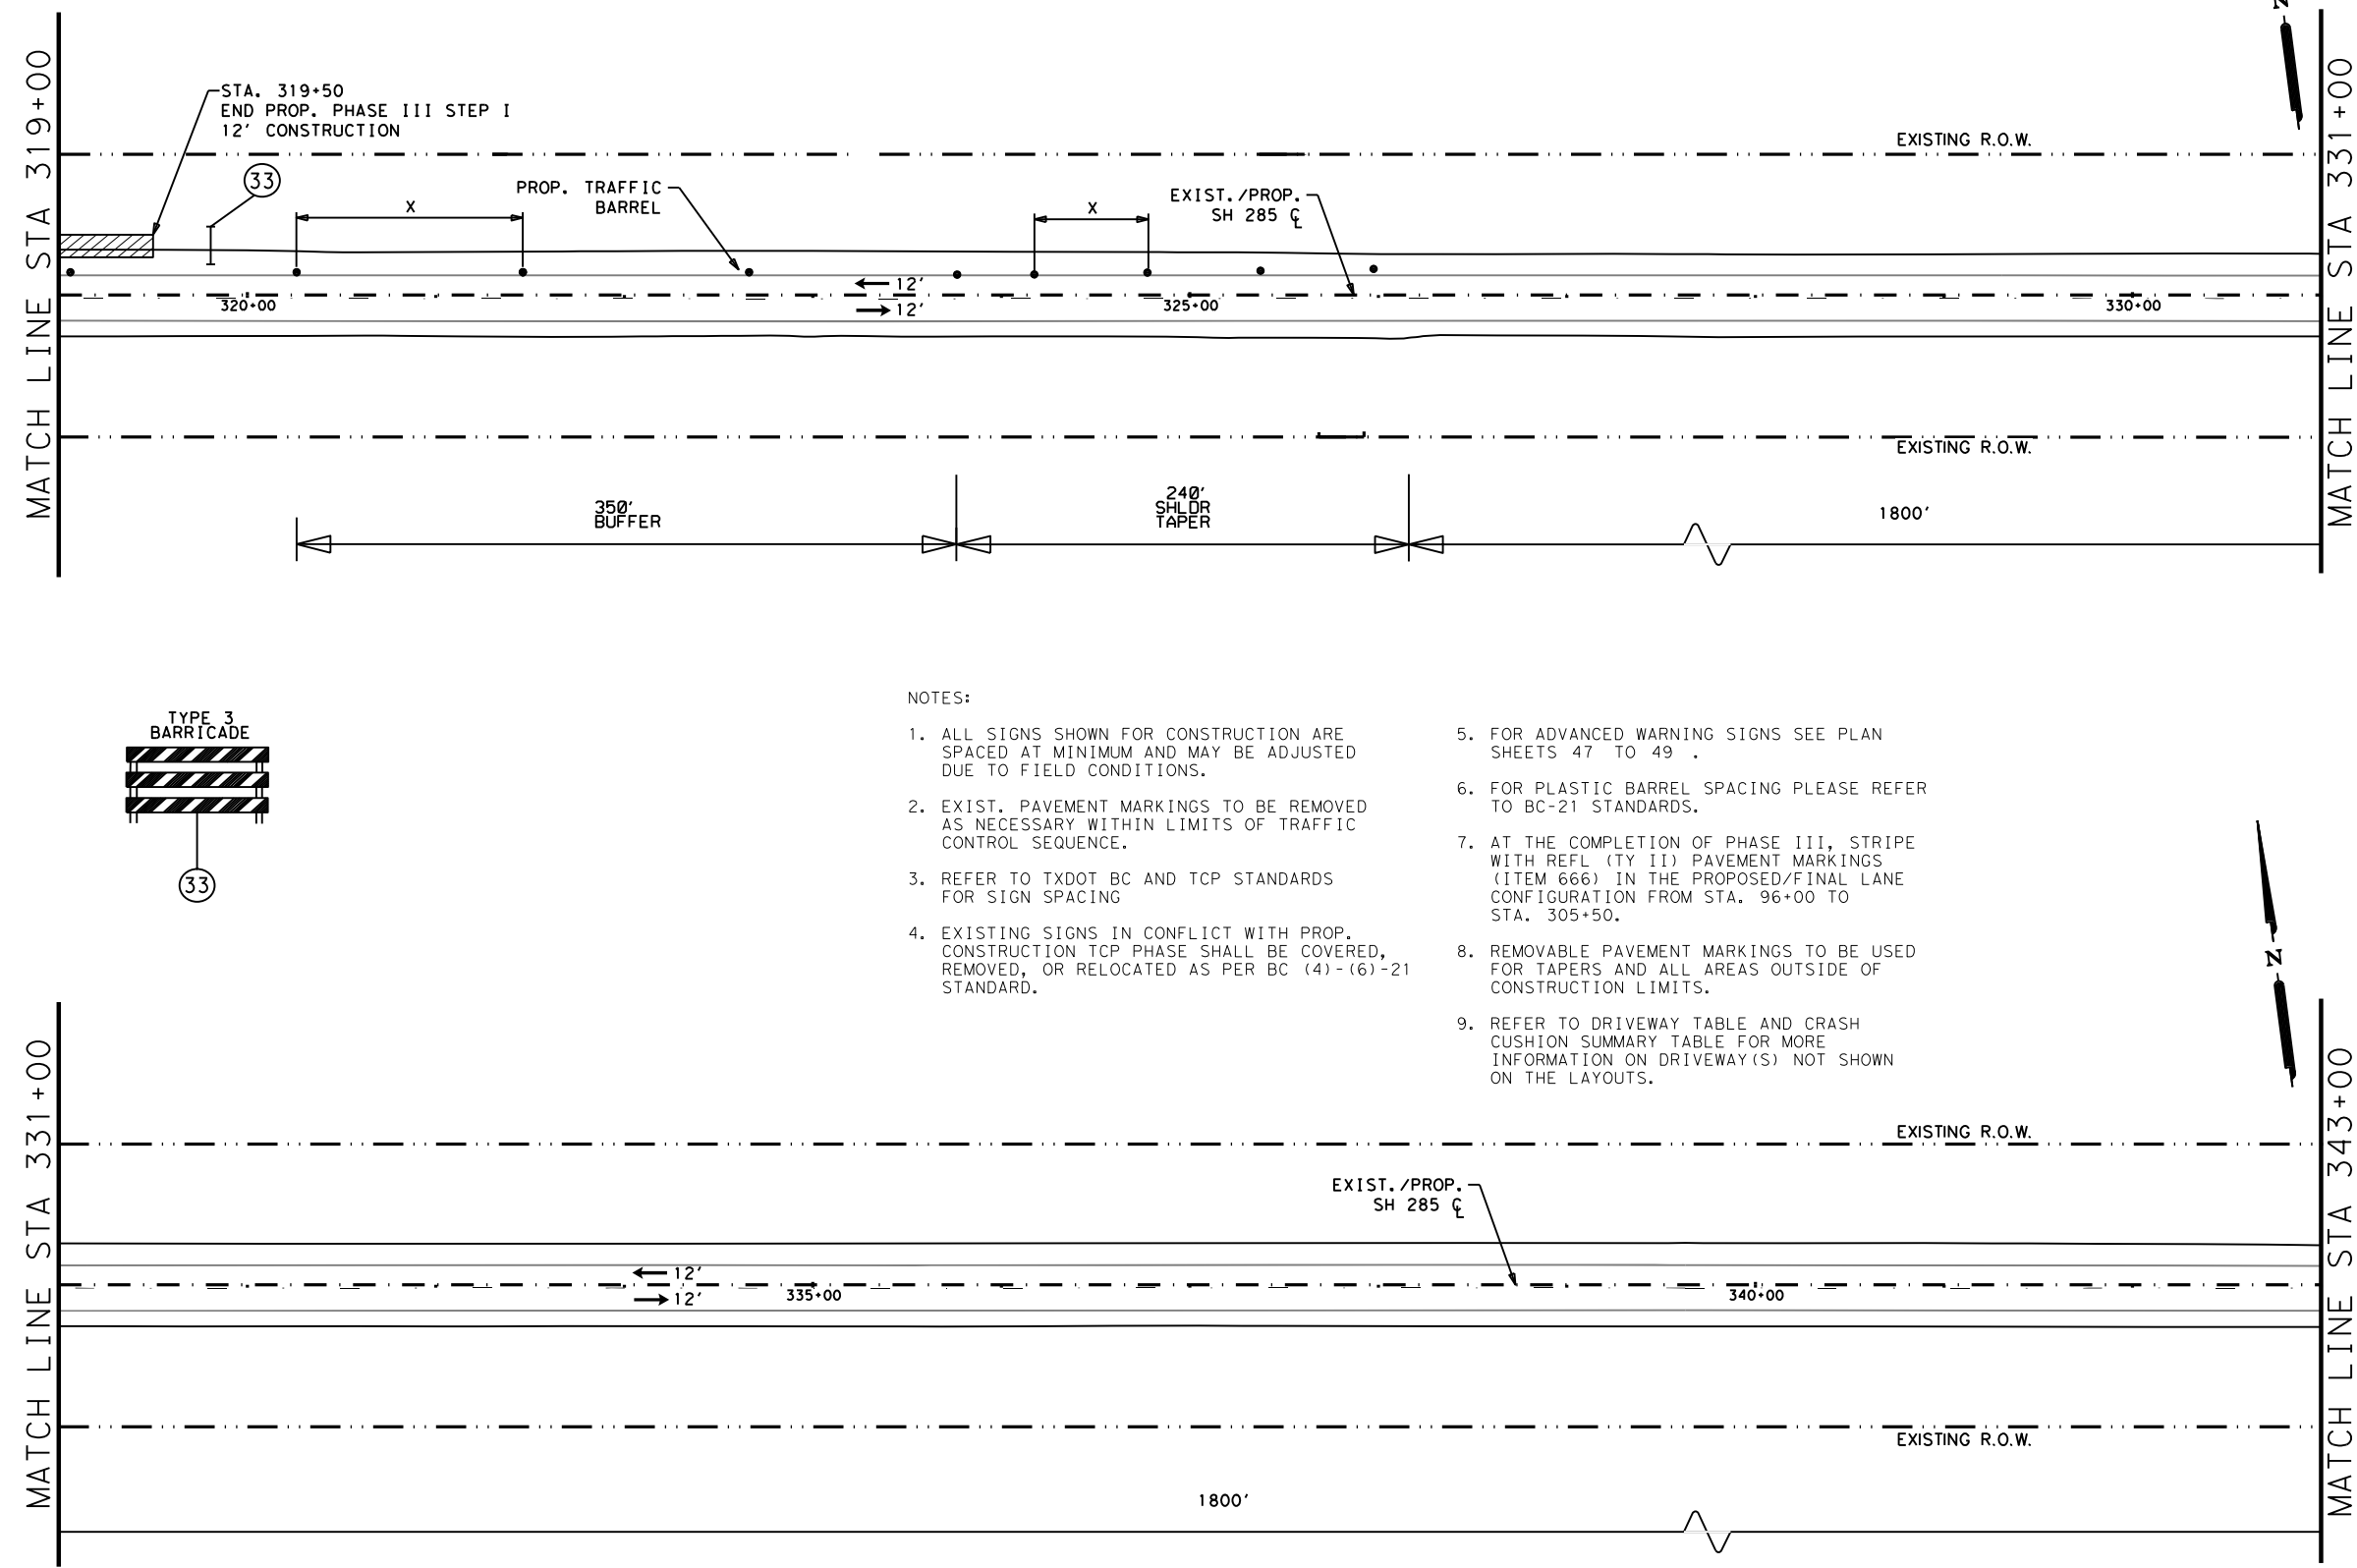 MATCH LINE STA 319+00
STA. 319+50
END PROP. PHASE III STEP I
12' CONSTRUCTION
33
X
PROP. TRAFFIC
BARREL
X
EXIST./PROP.
SH 285 ℄
EXISTING R.O.W.
N
MATCH LINE STA 331+00
12'
12'
320+00
325+00
330+00
EXISTING R.O.W.
350'
BUFFER
240'
SHLDR
TAPER
1800'
TYPE 3
BARRICADE
33
NOTES:
1. ALL SIGNS SHOWN FOR CONSTRUCTION ARE
SPACED AT MINIMUM AND MAY BE ADJUSTED
DUE TO FIELD CONDITIONS.
2. EXIST. PAVEMENT MARKINGS TO BE REMOVED
AS NECESSARY WITHIN LIMITS OF TRAFFIC
CONTROL SEQUENCE.
3. REFER TO TXDOT BC AND TCP STANDARDS
FOR SIGN SPACING
4. EXISTING SIGNS IN CONFLICT WITH PROP.
CONSTRUCTION TCP PHASE SHALL BE COVERED,
REMOVED, OR RELOCATED AS PER BC (4)-(6)-21
STANDARD.
5. FOR ADVANCED WARNING SIGNS SEE PLAN
SHEETS 47 TO 49 .
6. FOR PLASTIC BARREL SPACING PLEASE REFER
TO BC-21 STANDARDS.
7. AT THE COMPLETION OF PHASE III, STRIPE
WITH REFL (TY II) PAVEMENT MARKINGS
(ITEM 666) IN THE PROPOSED/FINAL LANE
CONFIGURATION FROM STA. 96+00 TO
STA. 305+50.
8. REMOVABLE PAVEMENT MARKINGS TO BE USED
FOR TAPERS AND ALL AREAS OUTSIDE OF
CONSTRUCTION LIMITS.
9. REFER TO DRIVEWAY TABLE AND CRASH
CUSHION SUMMARY TABLE FOR MORE
INFORMATION ON DRIVEWAY(S) NOT SHOWN
ON THE LAYOUTS.
N
MATCH LINE STA 331+00
EXISTING R.O.W.
EXIST./PROP.
SH 285 ℄
12'
12'
335+00
340+00
EXISTING R.O.W.
1800'
MATCH LINE STA 343+00